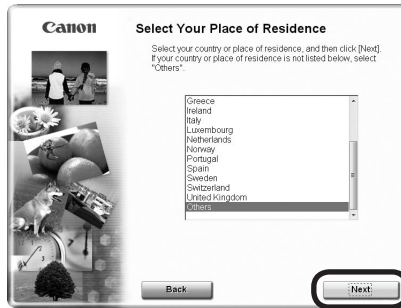 Canon
Select Your Place of Residence
Select your country or place of residence, and then click [Next].
If your country or place of residence is not listed below, select
"Others".
Greece
Ireland
Italy
Luxembourg
Netherlands
Norway
Portugal
Spain
Sweden
Switzerland
United Kingdom
Others
Back
Next